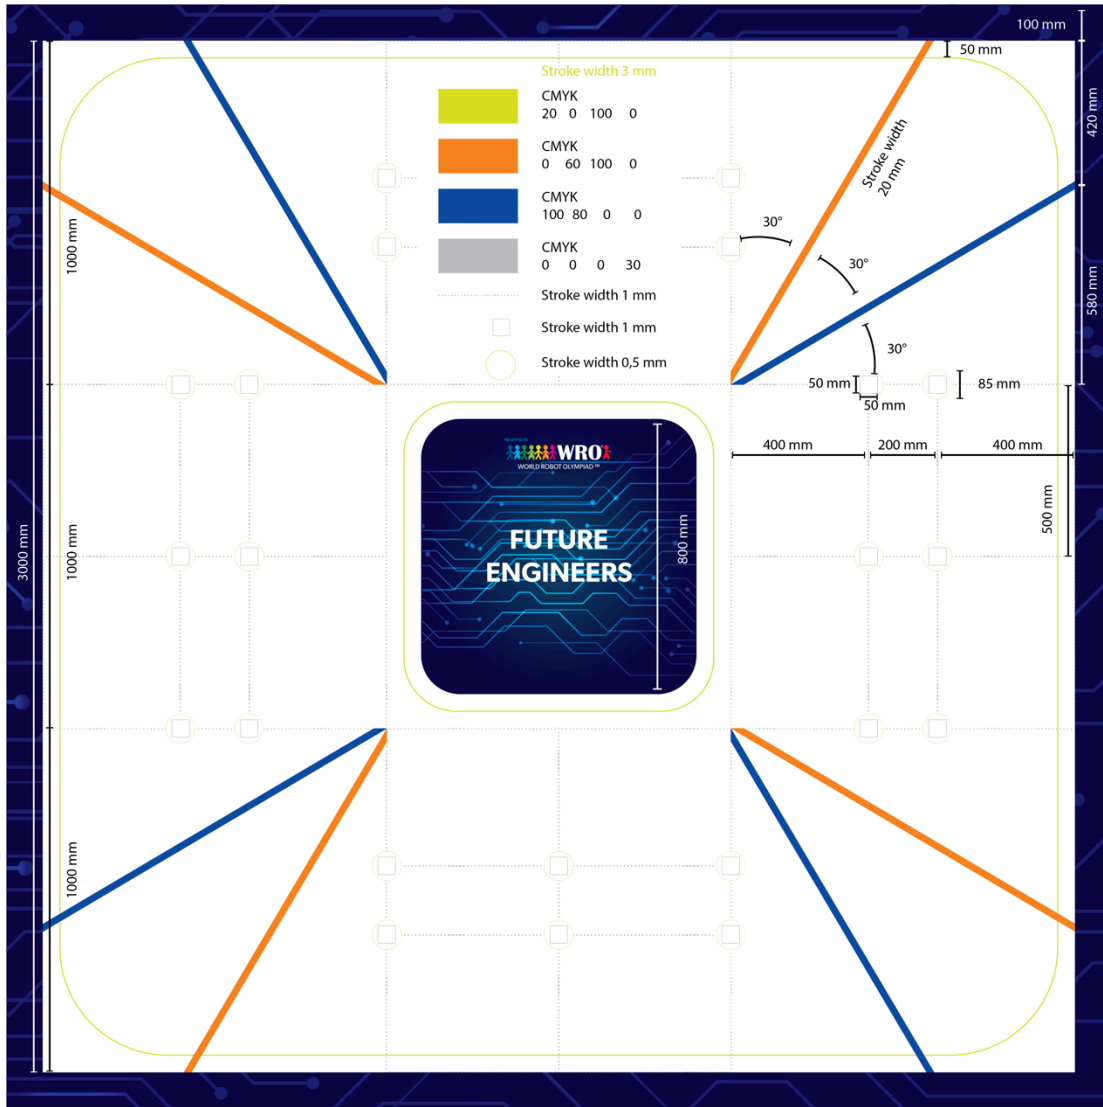 100 mm
50 mm
Stroke width 3 mm
CMYK
20 0 100 0
CMYK
0 60 100 0
CMYK
100 80 0 0
CMYK
0 0 0 30
Stroke width 1 mm
Stroke width 1 mm
Stroke width 0,5 mm
Stroke width
20 mm
420 mm
30°
30°
30°
580 mm
1000 mm
50 mm
50 mm
85 mm
400 mm
200 mm
400 mm
500 mm
WRO
WORLD ROBOT OLYMPIAD™
FUTURE
ENGINEERS
800 mm
3000 mm
1000 mm
1000 mm